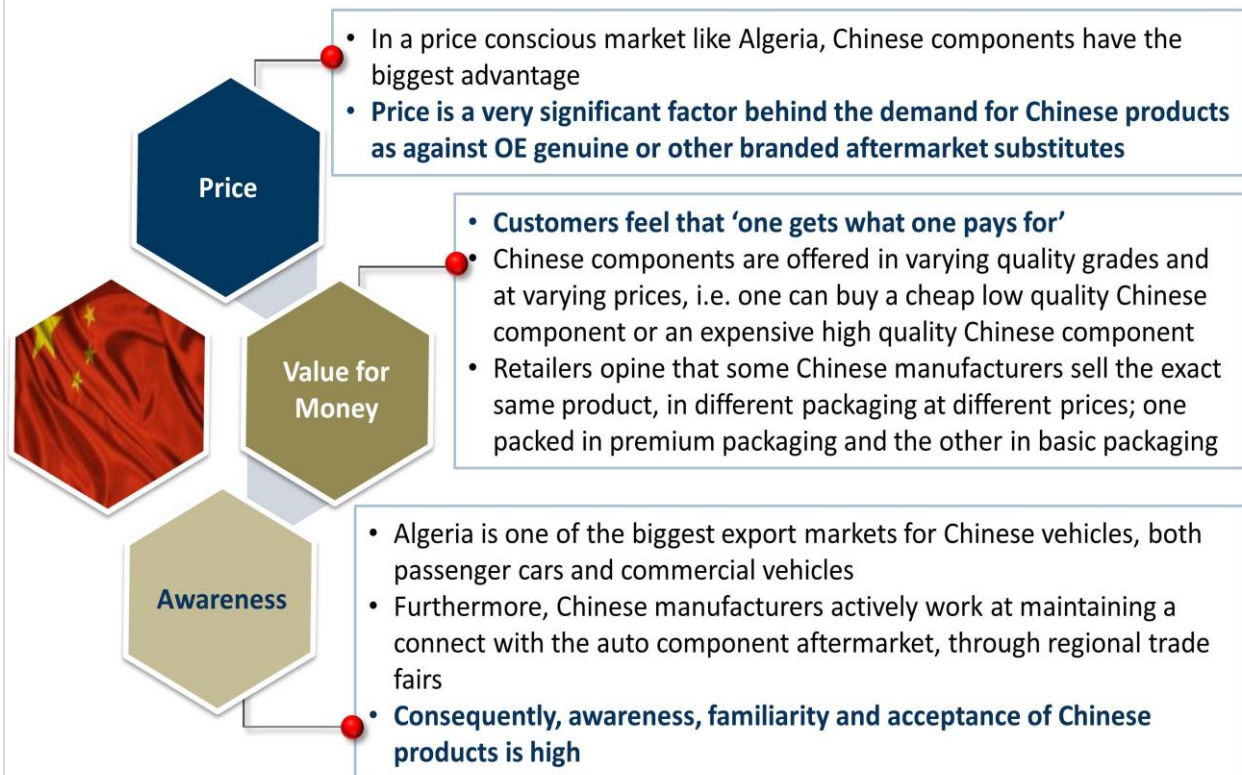 Price
• In a price conscious market like Algeria, Chinese components have the
biggest advantage
• Price is a very significant factor behind the demand for Chinese products
as against OE genuine or other branded aftermarket substitutes
Value for
Money
• Customers feel that ‘one gets what one pays for’
• Chinese components are offered in varying quality grades and
at varying prices, i.e. one can buy a cheap low quality Chinese
component or an expensive high quality Chinese component
• Retailers opine that some Chinese manufacturers sell the exact
same product, in different packaging at different prices; one
packed in premium packaging and the other in basic packaging
Awareness
• Algeria is one of the biggest export markets for Chinese vehicles, both
passenger cars and commercial vehicles
• Furthermore, Chinese manufacturers actively work at maintaining a
connect with the auto component aftermarket, through regional trade
fairs
• Consequently, awareness, familiarity and acceptance of Chinese
products is high